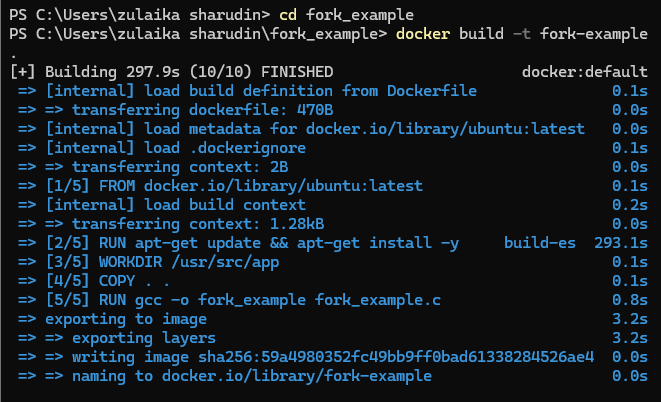 PS C:\Users\zulaika sharudin> cd fork_example
PS C:\Users\zulaika sharudin\fork_example> docker build -t fork-example
.
[+] Building 297.9s (10/10) FINISHED docker:default
=> [internal] load build definition from Dockerfile 0.1s
=> => transferring dockerfile: 470B 0.0s
=> [internal] load metadata for docker.io/library/ubuntu:latest 0.0s
=> [internal] load .dockerignore 0.1s
=> => transferring context: 2B 0.0s
=> [1/5] FROM docker.io/library/ubuntu:latest 0.1s
=> [internal] load build context 0.2s
=> => transferring context: 1.28kB 0.0s
=> [2/5] RUN apt-get update && apt-get install -y build-es 293.1s
=> [3/5] WORKDIR /usr/src/app 0.1s
=> [4/5] COPY . . 0.1s
=> [5/5] RUN gcc -o fork_example fork_example.c 0.8s
=> exporting to image 3.2s
=> => exporting layers 3.2s
=> => writing image sha256:59a4980352fc49bb9ff0bad61338284526ae4 0.0s
=> => naming to docker.io/library/fork-example 0.0s